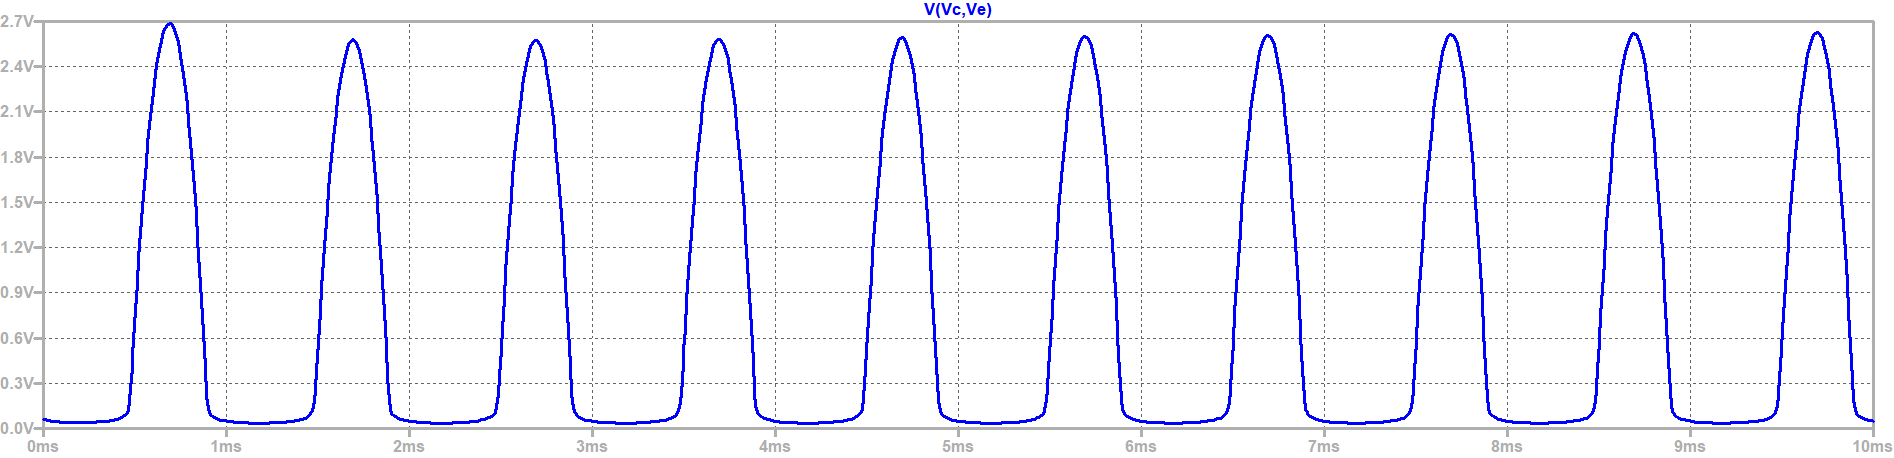 V(Vc,Ve)
2.7V
2.4V
2.1V
1.8V
1.5V
1.2V
0.9V
0.6V
0.3V
0.0V
0ms 1ms 2ms 3ms 4ms 5ms 6ms 7ms 8ms 9ms 10ms